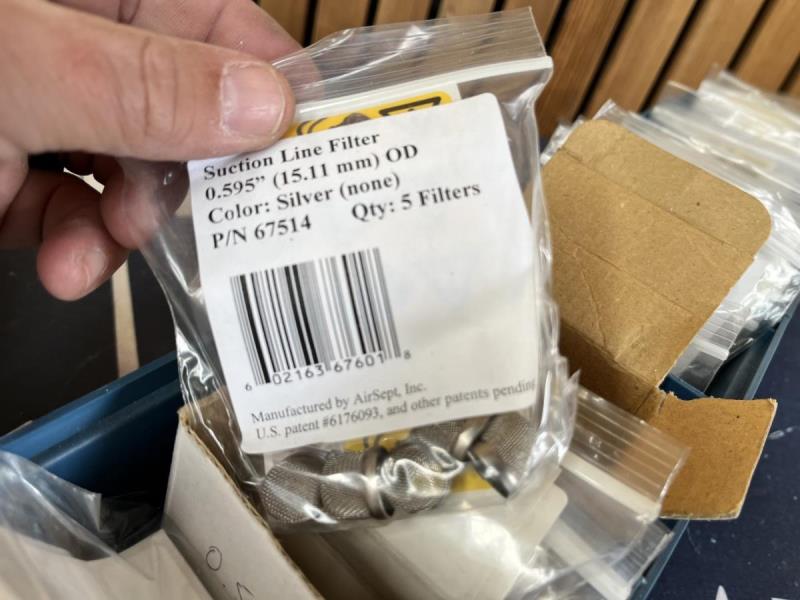 Suction Line Filter
0.595" (15.11 mm) OD
Color: Silver (none)
P/N 67514 Qty: 5 Filters
6 02163 67601 8
Manufactured by AirSept, Inc.
U.S. patent #6176093, and other patents pending